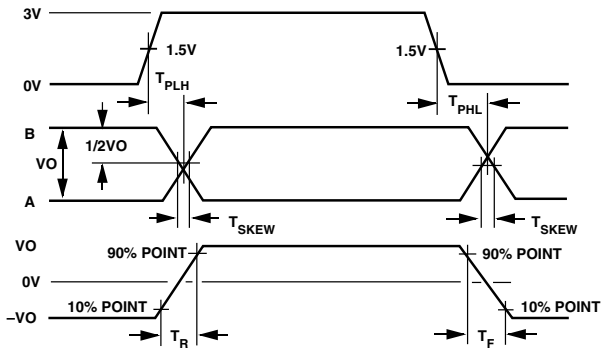 3V
1.5V
1.5V
0V
TPLH
TPHL
B
1/2VO
VO
A
TSKEW
TSKEW
VO
90% POINT
90% POINT
0V
10% POINT
10% POINT
–VO
TR
TF